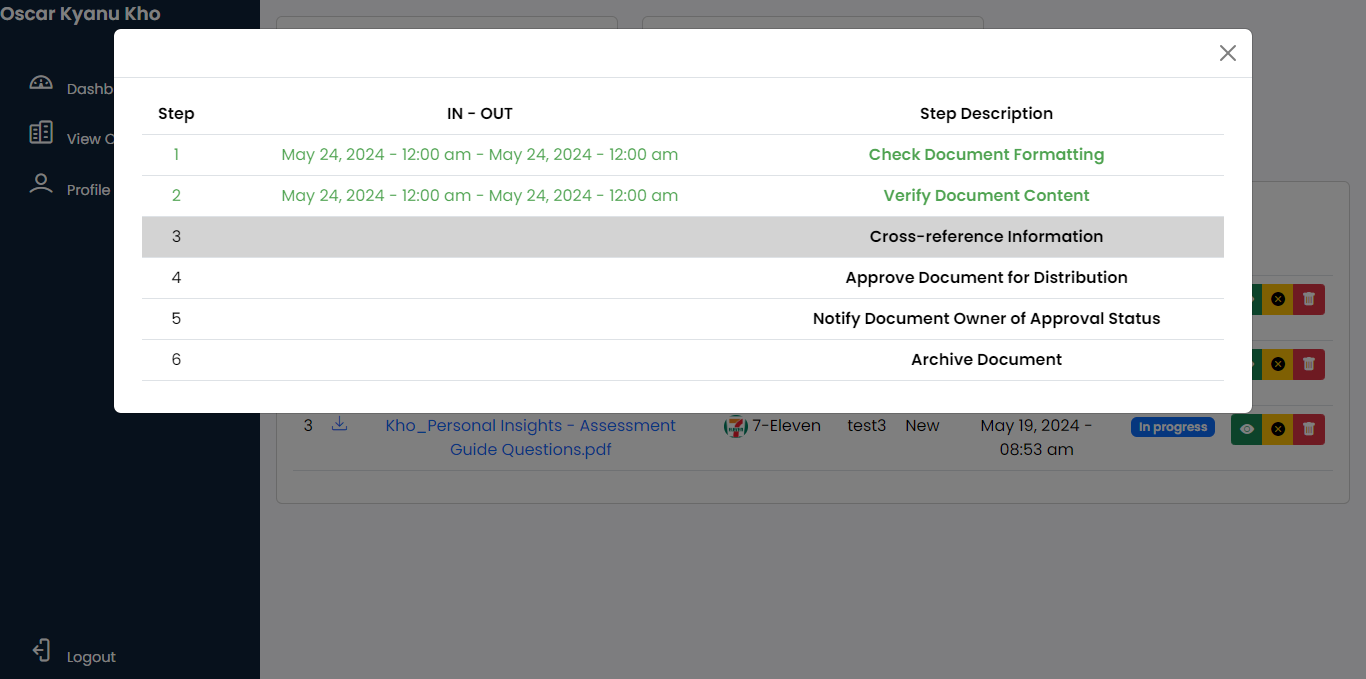 Oscar Kyanu Kho
Dashb
View C
Profile
Logout
Step IN - OUT Step Description
1 May 24, 2024 - 12:00 am - May 24, 2024 - 12:00 am Check Document Formatting
2 May 24, 2024 - 12:00 am - May 24, 2024 - 12:00 am Verify Document Content
3 Cross-reference Information
4 Approve Document for Distribution
5 Notify Document Owner of Approval Status
6 Archive Document
3 Kho_Personal Insights - Assessment 7-Eleven test3 New May 19, 2024 - In progress
Guide Questions.pdf 08:53 am